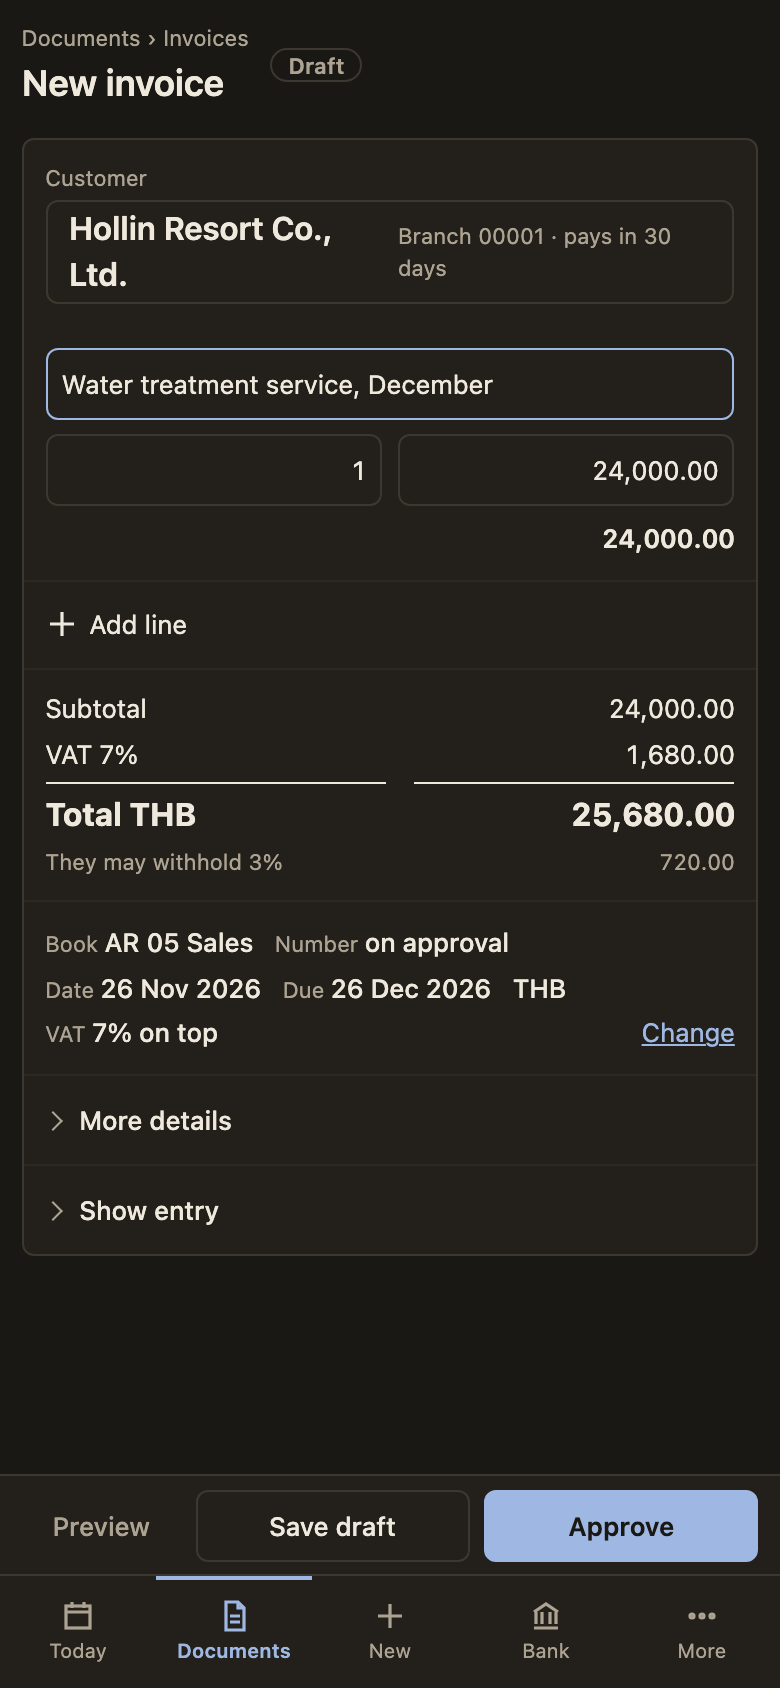 Documents › Invoices
New invoice
Draft
Customer
Hollin Resort Co.,
Ltd.
Branch 00001 · pays in 30
days
Water treatment service, December
1
24,000.00
24,000.00
Add line
Subtotal 24,000.00
VAT 7% 1,680.00
Total THB 25,680.00
They may withhold 3% 720.00
Book AR 05 Sales Number on approval
Date 26 Nov 2026 Due 26 Dec 2026 THB
VAT 7% on top Change
More details
Show entry
Preview Save draft Approve
Today Documents New Bank More